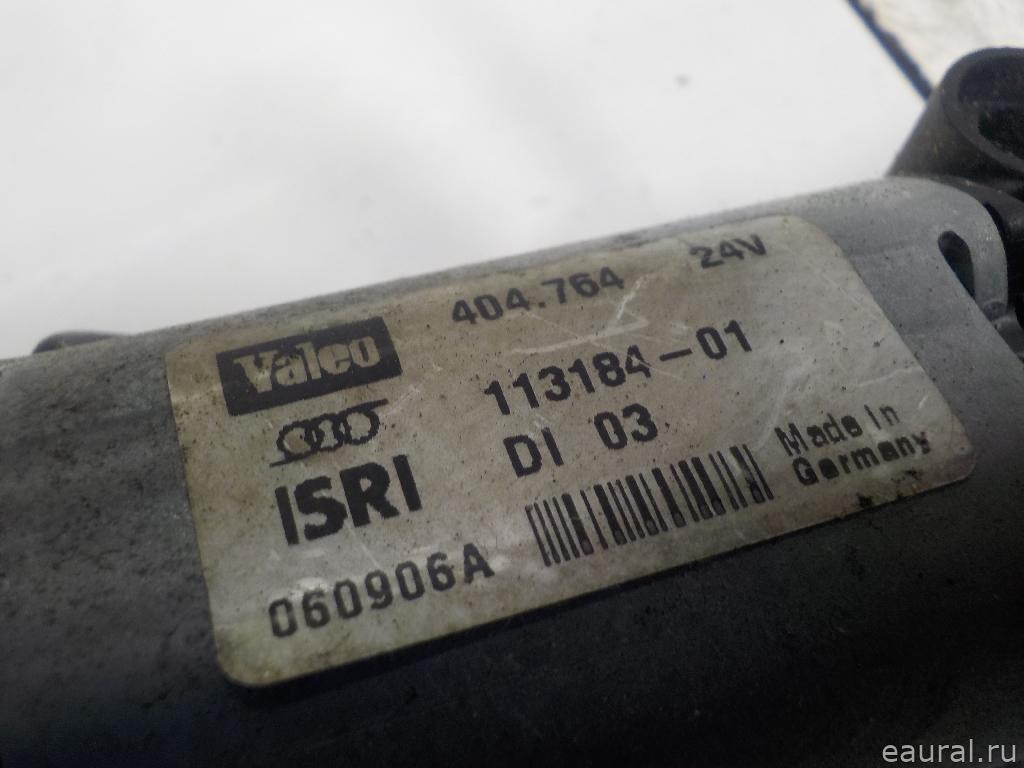 404.764 24V
Valeo
113184-01
ISRI
DI 03
Made In
Germany
060906A
eaural.ru